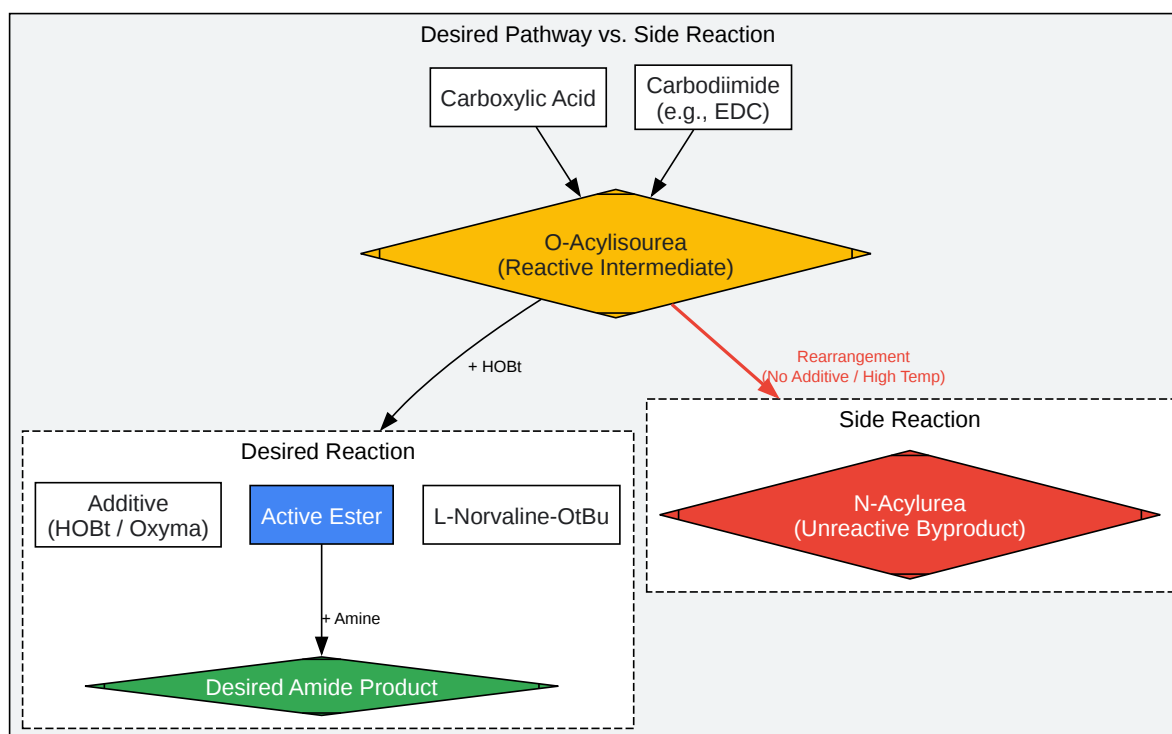 Desired Pathway vs. Side Reaction
Carboxylic Acid
Carbodiimide
(e.g., EDC)
O-Acylisourea
(Reactive Intermediate)
+ HOBt
Rearrangement
(No Additive / High Temp)
Desired Reaction
Additive
(HOBt / Oxyma)
Active Ester
L-Norvaline-OtBu
+ Amine
Desired Amide Product
Side Reaction
N-Acylurea
(Unreactive Byproduct)